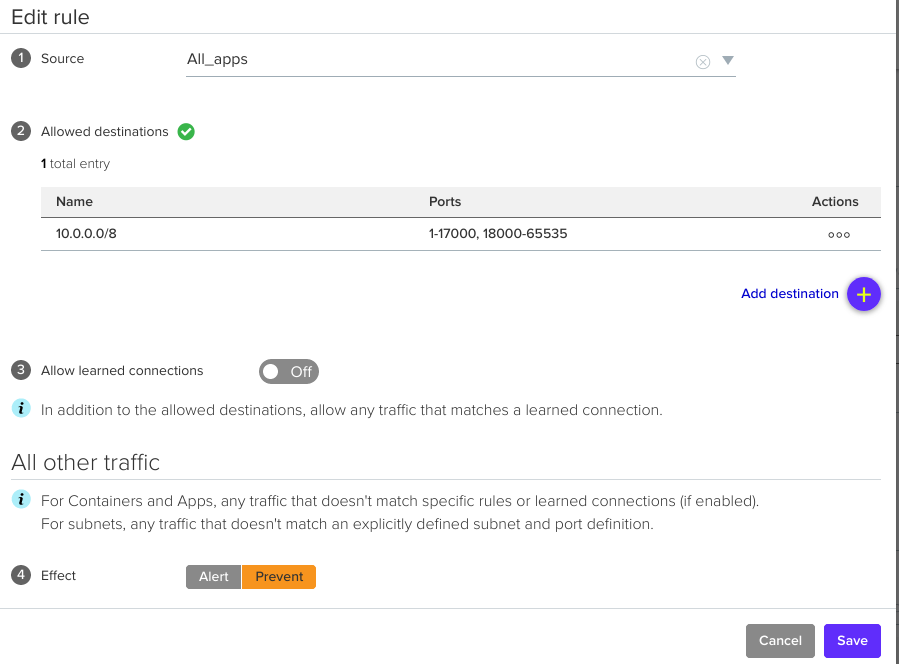 Edit rule
1 Source All_apps
2 Allowed destinations
1 total entry
Name Ports Actions
10.0.0.0/8 1-17000, 18000-65535
Add destination
3 Allow learned connections Off
i In addition to the allowed destinations, allow any traffic that matches a learned connection.
All other traffic
i For Containers and Apps, any traffic that doesn't match specific rules or learned connections (if enabled).
For subnets, any traffic that doesn't match an explicitly defined subnet and port definition.
4 Effect Alert Prevent
Cancel Save